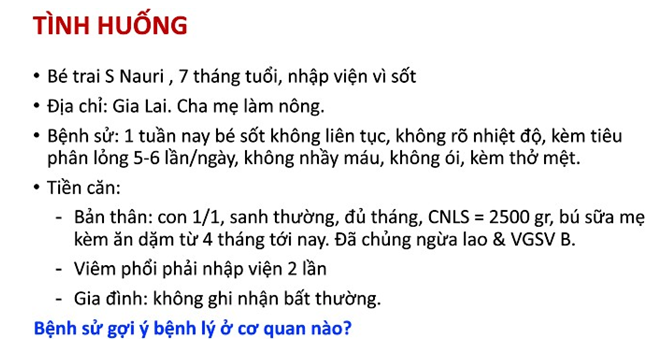 TÌNH HUỐNG
• Bé trai S Nauri , 7 tháng tuổi, nhập viện vì sốt
• Địa chỉ: Gia Lai. Cha mẹ làm nông.
• Bệnh sử: 1 tuần nay bé sốt không liên tục, không rõ nhiệt độ, kèm tiêu
phân lỏng 5-6 lần/ngày, không nhầy máu, không ói, kèm thở mệt.
• Tiền căn:
- Bản thân: con 1/1, sanh thường, đủ tháng, CNLS = 2500 gr, bú sữa mẹ
kèm ăn dặm từ 4 tháng tới nay. Đã chủng ngừa lao & VGSV B.
- Viêm phổi phải nhập viện 2 lần
- Gia đình: không ghi nhận bất thường.
Bệnh sử gợi ý bệnh lý ở cơ quan nào?